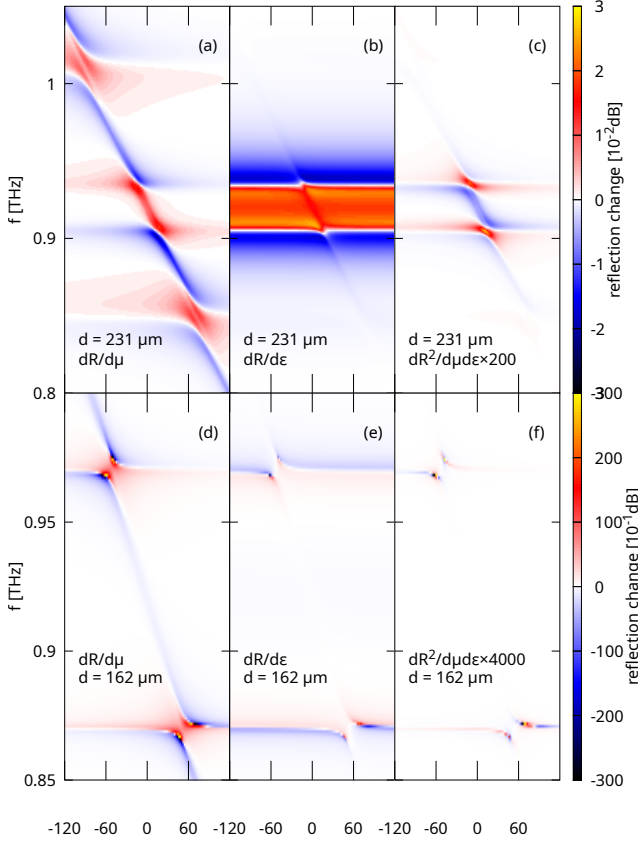 (a)
(b)
(c)
3
2
1
0
-1
-2
-300
reflection change [10-2dB]
1
0.9
0.8
f [THz]
d = 231 µm
dR/dµ
d = 231 µm
dR/dε
d = 231 µm
dR2/dµdε×200
(d)
(e)
(f)
300
200
100
0
-100
-200
-300
reflection change [10-1dB]
0.95
0.9
0.85
f [THz]
dR/dµ
d = 162 µm
dR/dε
d = 162 µm
dR2/dµdε×4000
d = 162 µm
-120 -60 0 60 -120 -60 0 60 -120 -60 0 60